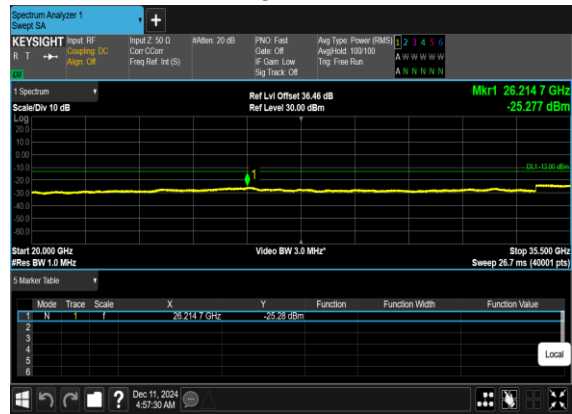 Spectrum Analyzer 1
Swept SA
+
KEYSIGHT Input: RF Input Z: 50 Ω #Atten: 20 dB PNO: Fast Avg Type: Power (RMS) 1 2 3 4 5 6
R T Coupling: DC Corr CCorr Gate: Off Avg|Hold: 100/100 A W W W W W
Align: Off Freq Ref: Int (S) IF Gain: Low Trig: Free Run
Sig Track: Off A N N N N N
1 Spectrum
Ref Lvl Offset 36.46 dB Mkr1 26.214 7 GHz
Scale/Div 10 dB Ref Level 30.00 dBm -25.277 dBm
Log
20.0
10.0
0.00
-10.0
DL1 -13.00 dBm
1
-20.0
-30.0
-40.0
-50.0
-60.0
Start 20.000 GHz Video BW 3.0 MHz* Stop 35.500 GHz
#Res BW 1.0 MHz Sweep 26.7 ms (40001 pts)
5 Marker Table
Mode Trace Scale X Y Function Function Width Function Value
1 N 1 f 26.214 7 GHz -25.28 dBm
2
3
4
5
6
Local
?
Dec 11, 2024
4:57:30 AM